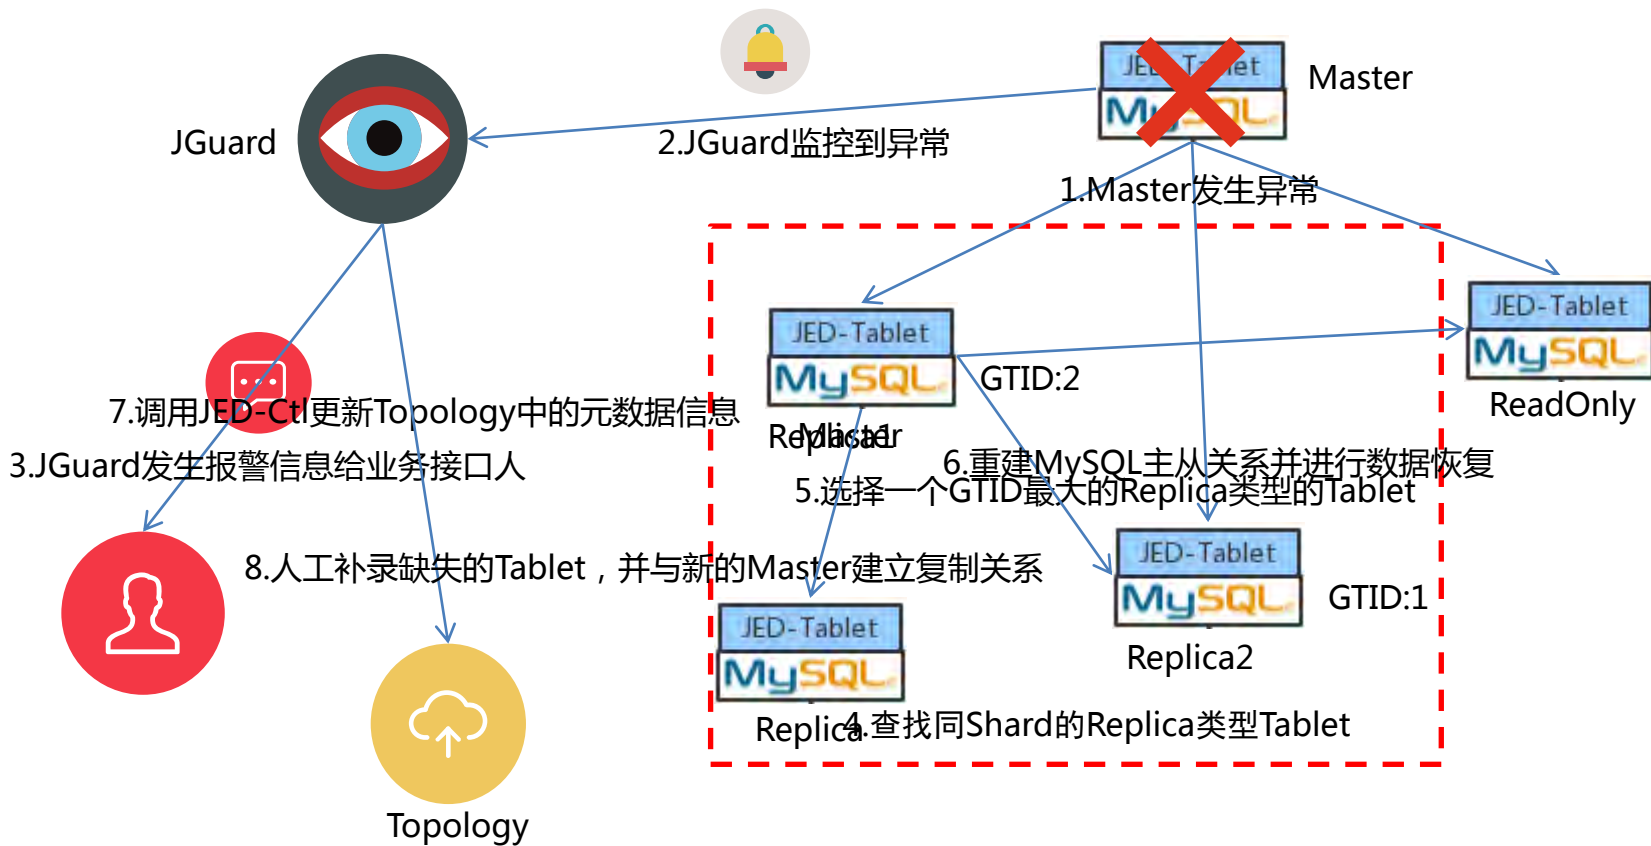 JED-Tablet
MySQL
Master
JGuard
2.JGuard监控到异常
1.Master发生异常
JED-Tablet
MySQL
GTID:2
Replica1
Master
JED-Tablet
MySQL
ReadOnly
7.调用JED-Ctl更新Topology中的元数据信息
3.JGuard发生报警信息给业务接口人
6.重建MySQL主从关系并进行数据恢复
5.选择一个GTID最大的Replica类型的Tablet
8.人工补录缺失的Tablet，并与新的Master建立复制关系
JED-Tablet
MySQL
GTID:1
Replica2
JED-Tablet
MySQL
Replica
4.查找同Shard的Replica类型Tablet
Topology